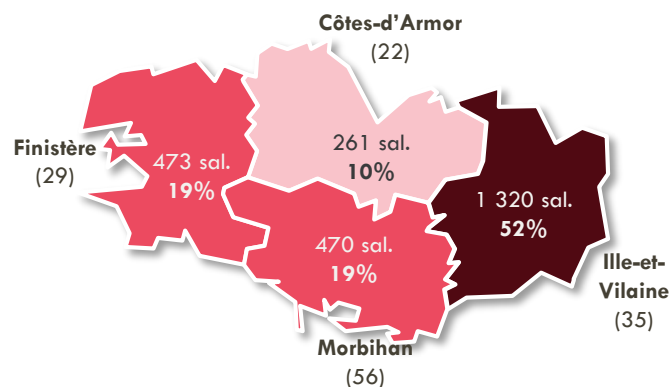 Côtes-d’Armor
(22)
Finistère
(29)
473 sal.
19%
261 sal.
10%
1 320 sal.
52%
470 sal.
19%
Ille-et-
Vilaine
(35)
Morbihan
(56)